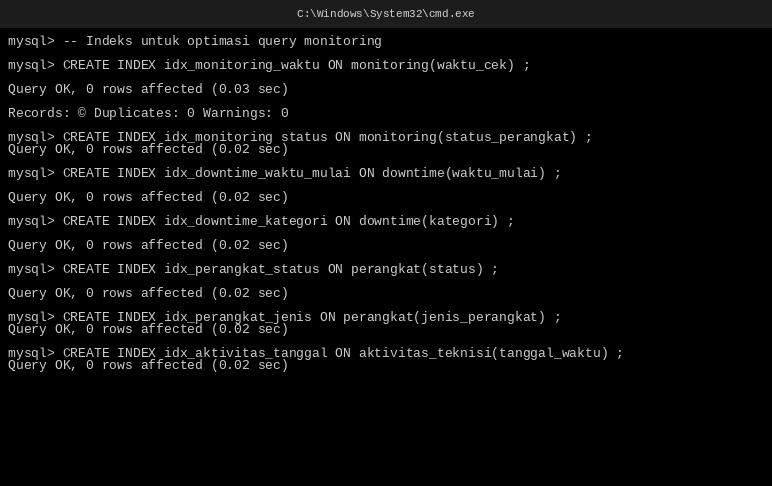 C:\Windows\System32\cmd.exe
mysql> -- Indeks untuk optimasi query monitoring
mysql> CREATE INDEX idx_monitoring_waktu ON monitoring(waktu_cek) ;
Query OK, 0 rows affected (0.03 sec)
Records: © Duplicates: 0 Warnings: 0
mysql> CREATE INDEX idx_monitoring status ON monitoring(status_perangkat) ;
Query OK, 0 rows affected (0.02 sec)
mysql> CREATE INDEX idx_downtime_waktu_mulai ON downtime(waktu_mulai) ;
Query OK, 0 rows affected (0.02 sec)
mysql> CREATE INDEX idx_downtime_kategori ON downtime(kategori) ;
Query OK, 0 rows affected (0.02 sec)
mysql> CREATE INDEX idx_perangkat_status ON perangkat(status) ;
Query OK, 0 rows affected (0.02 sec)
mysql> CREATE INDEX idx_perangkat_jenis ON perangkat(jenis_perangkat) ;
Query OK, 0 rows affected (0.02 sec)
mysql> CREATE INDEX idx_aktivitas_tanggal ON aktivitas_teknisi(tanggal_waktu) ;
Query OK, 0 rows affected (0.02 sec)